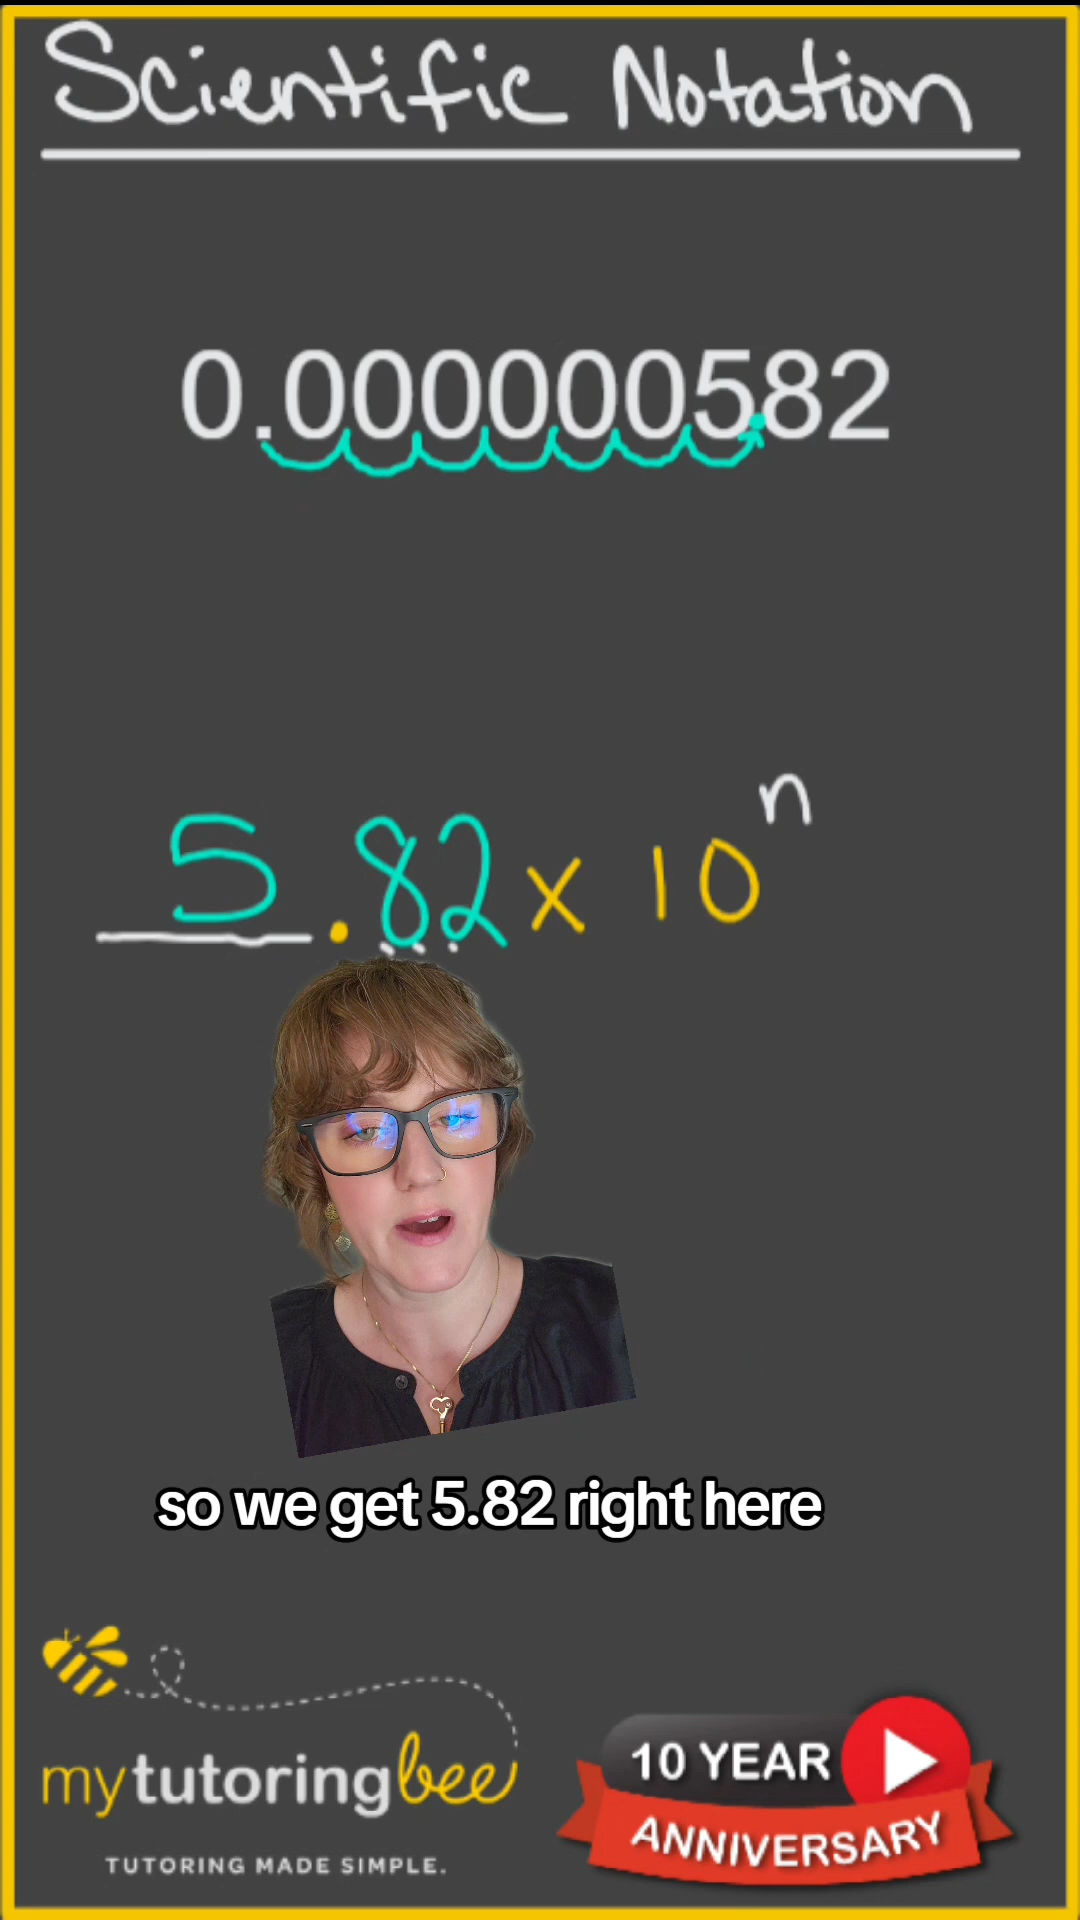 Scientific Notation
0.000000582
5.82 x 10ⁿ
so we get 5.82 right here
mytutoringbee
TUTORING MADE SIMPLE.
10 YEAR
ANNIVERSARY